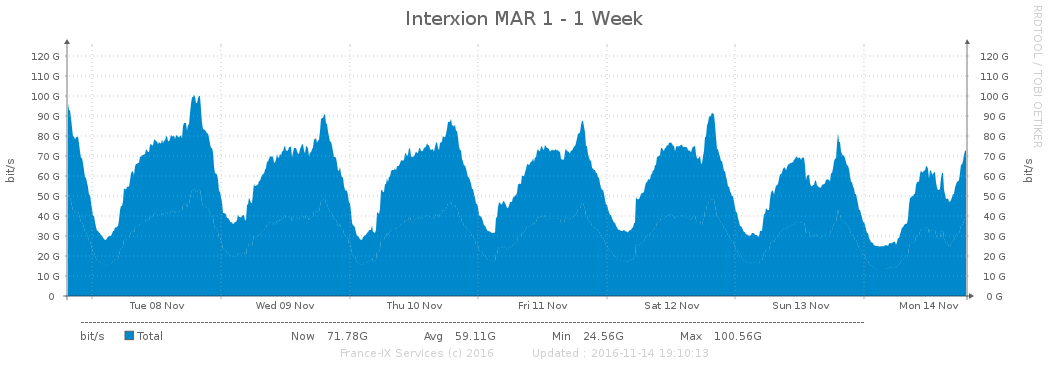 Interxion MAR 1 - 1 Week
RRDTOOL / TOBI OETIKER
bit/s
120 G
110 G
100 G
90 G
80 G
70 G
60 G
50 G
40 G
30 G
20 G
10 G
0
120 G
110 G
100 G
90 G
80 G
70 G
60 G
50 G
40 G
30 G
20 G
10 G
0 G
bit/s
Tue 08 Nov Wed 09 Nov Thu 10 Nov Fri 11 Nov Sat 12 Nov Sun 13 Nov Mon 14 Nov
bit/s Total Now 71.78G Avg 59.11G Min 24.56G Max 100.56G
France-IX Services (c) 2016 Updated : 2016-11-14 19:10:13